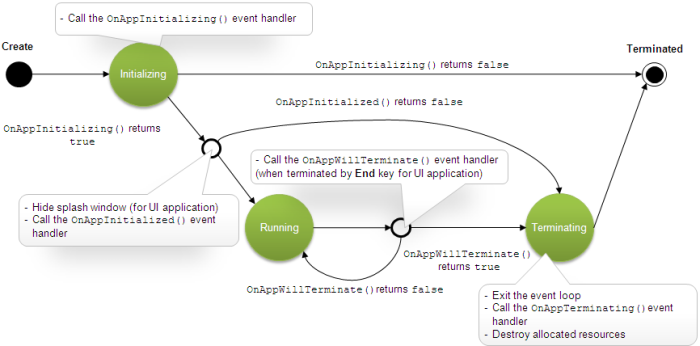 - Call the OnAppInitializing() event handler
Create
Terminated
Initializing
OnAppInitializing() returns false
OnAppInitialized() returns false
OnAppInitializing() returns
true
- Call the OnAppWillTerminate() event handler
(when terminated by End key for UI application)
- Hide splash window (for UI application)
- Call the OnAppInitialized() event
handler
Running
Terminating
OnAppWillTerminate()
returns true
OnAppWillTerminate() returns false
- Exit the event loop
- Call the OnAppTerminating() event
handler
- Destroy allocated resources